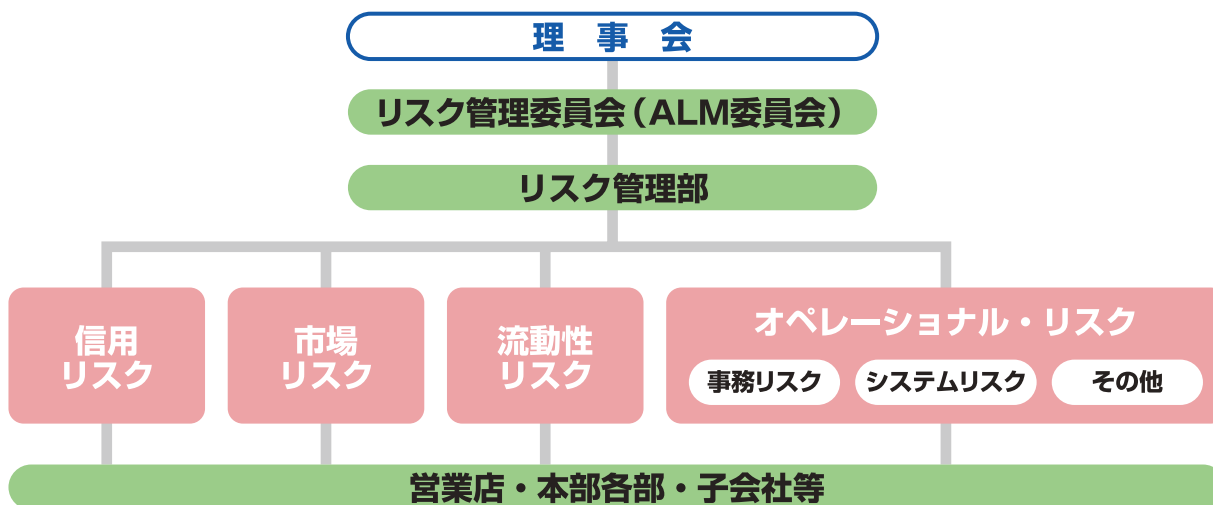 理事会
リスク管理委員会（ALM委員会）
リスク管理部
信用
リスク
市場
リスク
流動性
リスク
オペレーショナル・リスク
事務リスク
システムリスク
その他
営業店・本部各部・子会社等